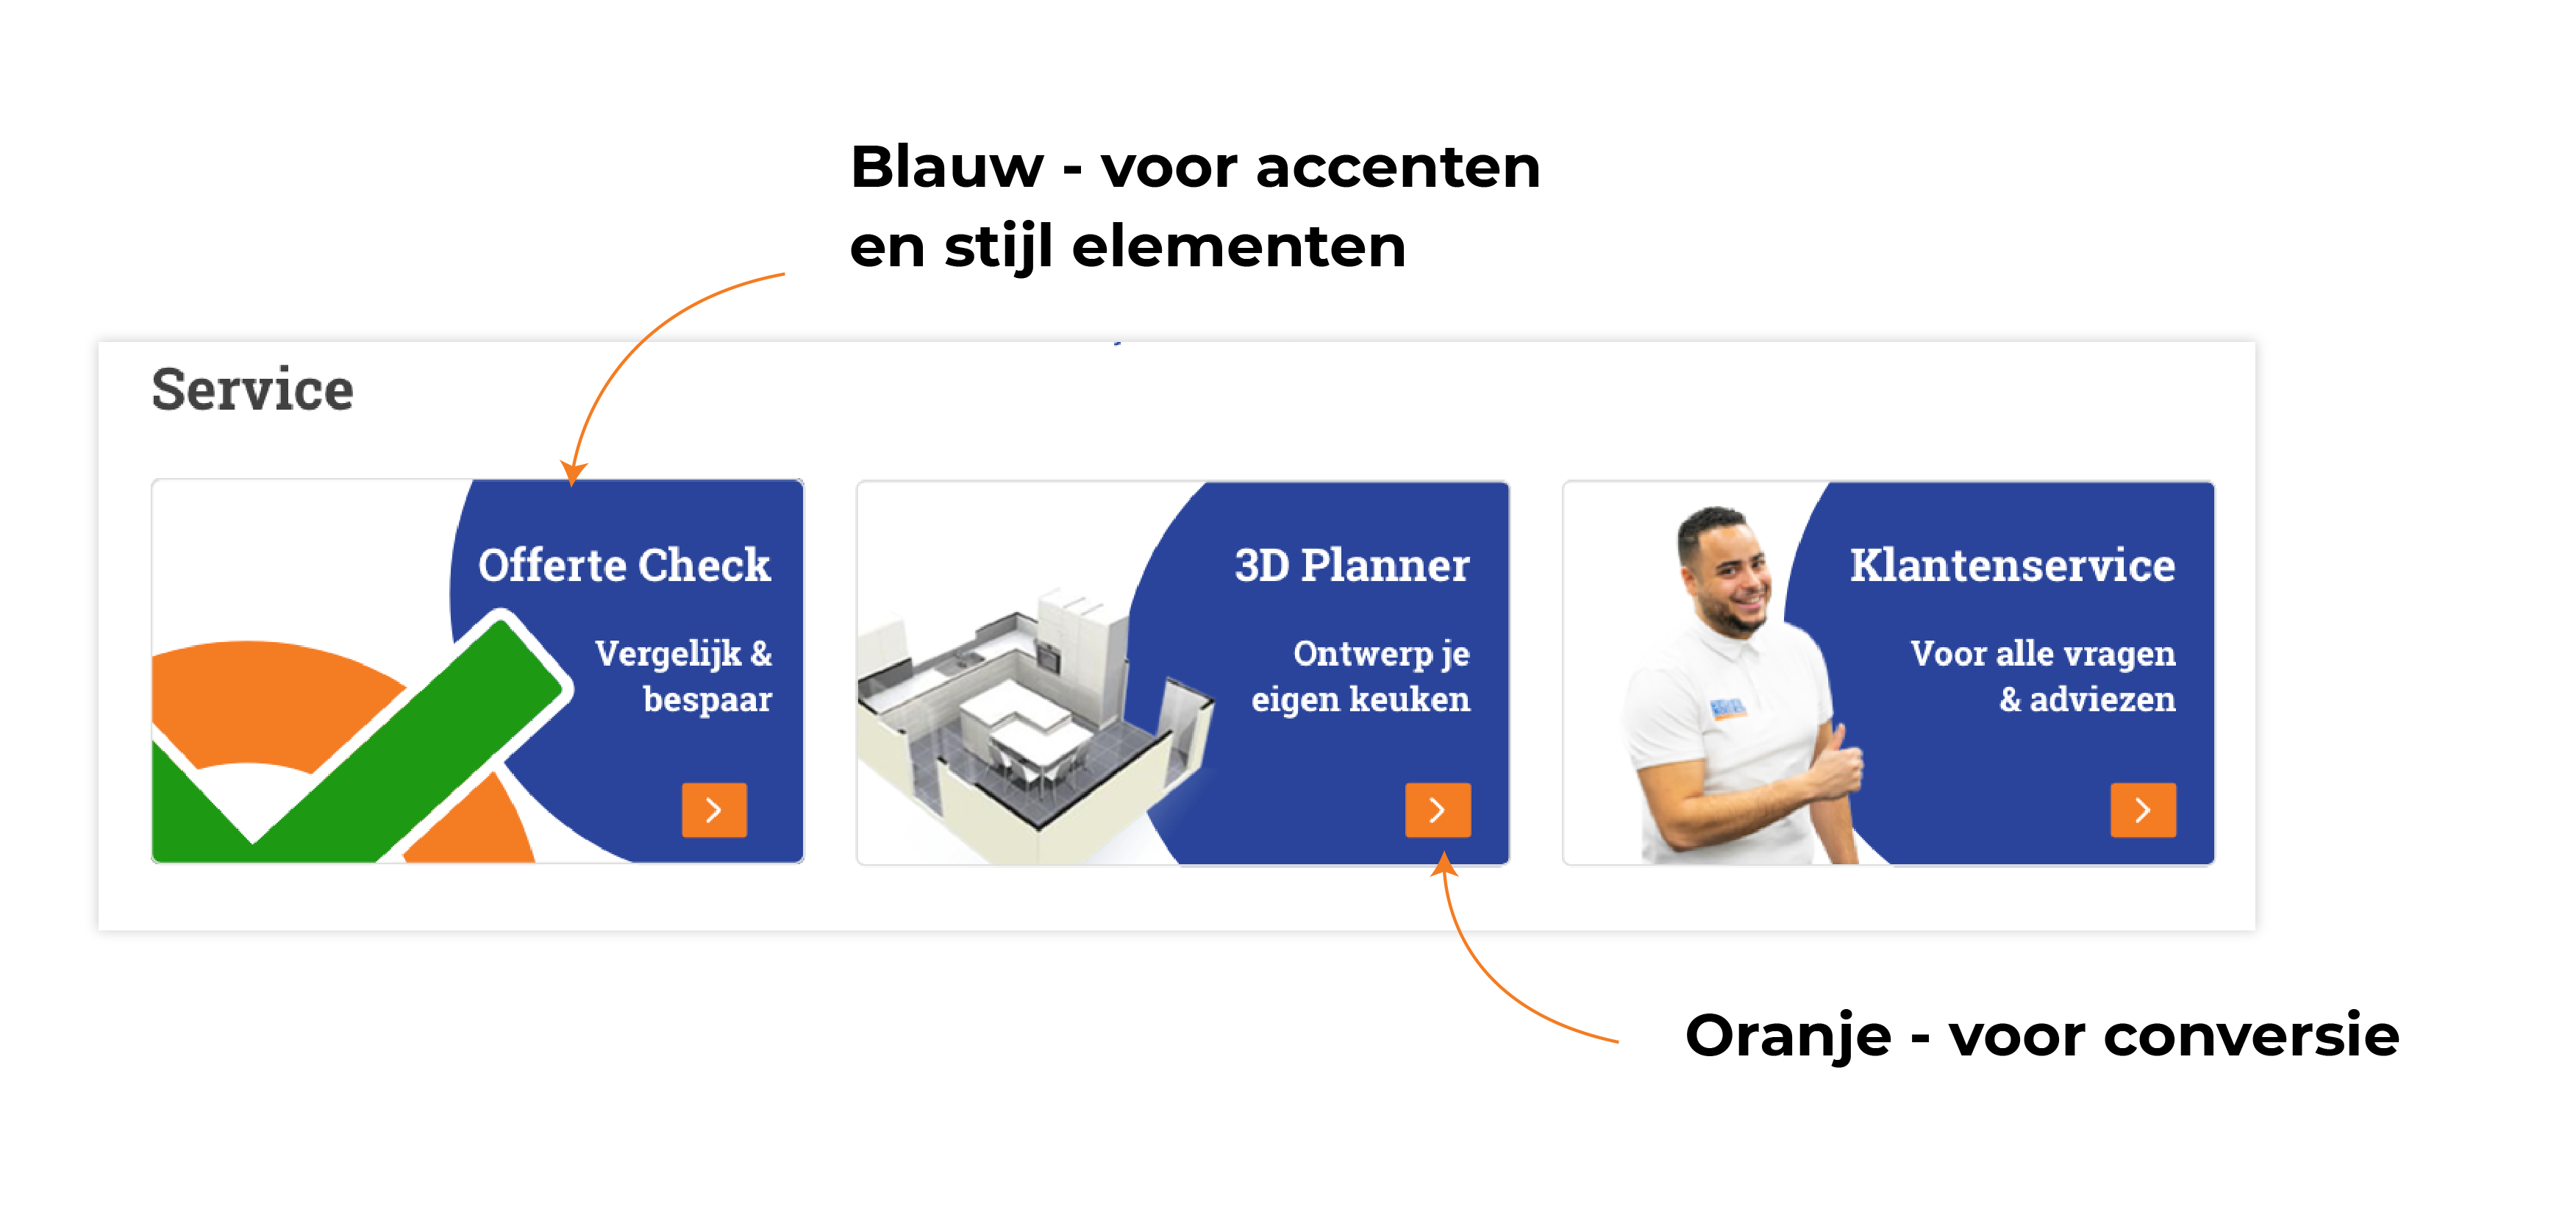 Blauw - voor accenten
en stijl elementen
Service
Offerte Check
Vergelijk &
bespaar
3D Planner
Ontwerp je
eigen keuken
Klantenservice
Voor alle vragen
& adviezen
Oranje - voor conversie